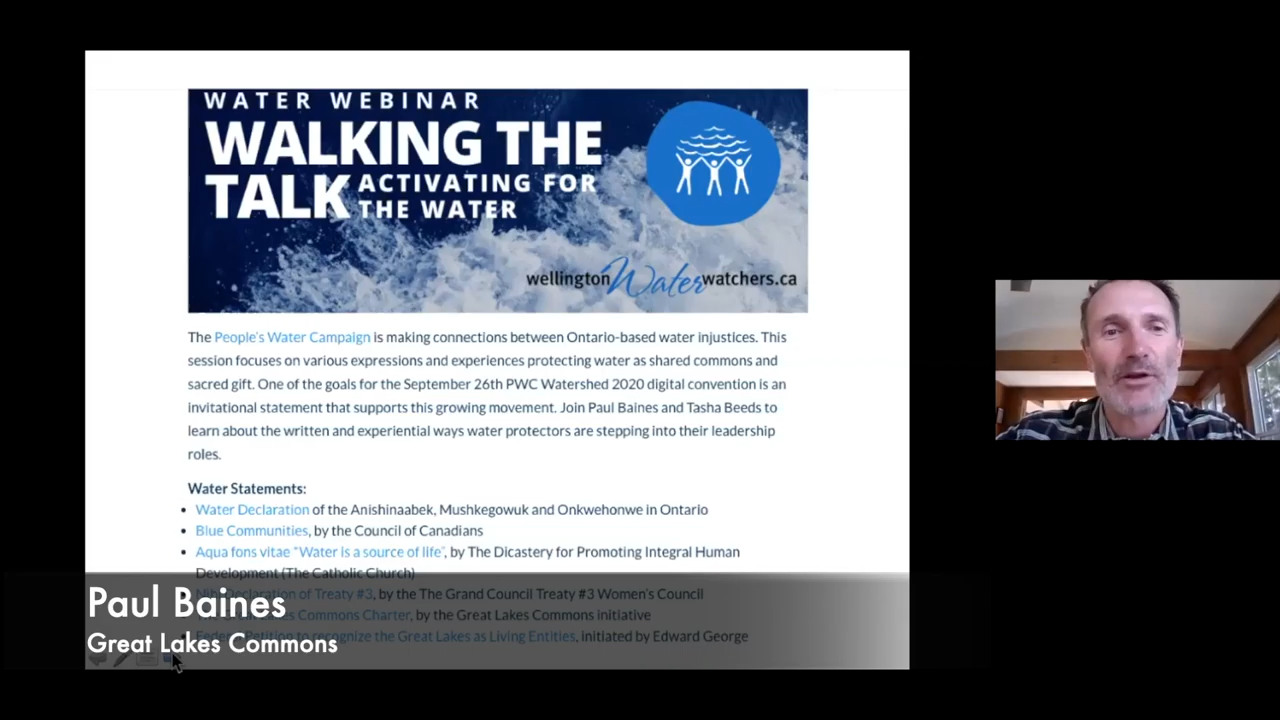 WATER WEBINAR
WALKING THE
TALK ACTIVATING FOR
THE WATER
wellington Water watchers.ca
The People's Water Campaign is making connections between Ontario-based water injustices. This
session focuses on various expressions and experiences protecting water as shared commons and
sacred gift. One of the goals for the September 26th PWC Watershed 2020 digital convention is an
invitational statement that supports this growing movement. Join Paul Baines and Tasha Beeds to
learn about the written and experiential ways water protectors are stepping into their leadership
roles.
Water Statements:
• Water Declaration of the Anishinaabek, Mushkegowuk and Onkwehonwe in Ontario
• Blue Communities, by the Council of Canadians
• Aqua fons vitae "Water is a source of life", by The Dicastery for Promoting Integral Human
Development (The Catholic Church)
Declaration of Treaty #3, by the The Grand Council Treaty #3 Women's Council
Commons Charter, by the Great Lakes Commons initiative
Petition to recognize the Great Lakes as Living Entities, initiated by Edward George
Paul Baines
Great Lakes Commons